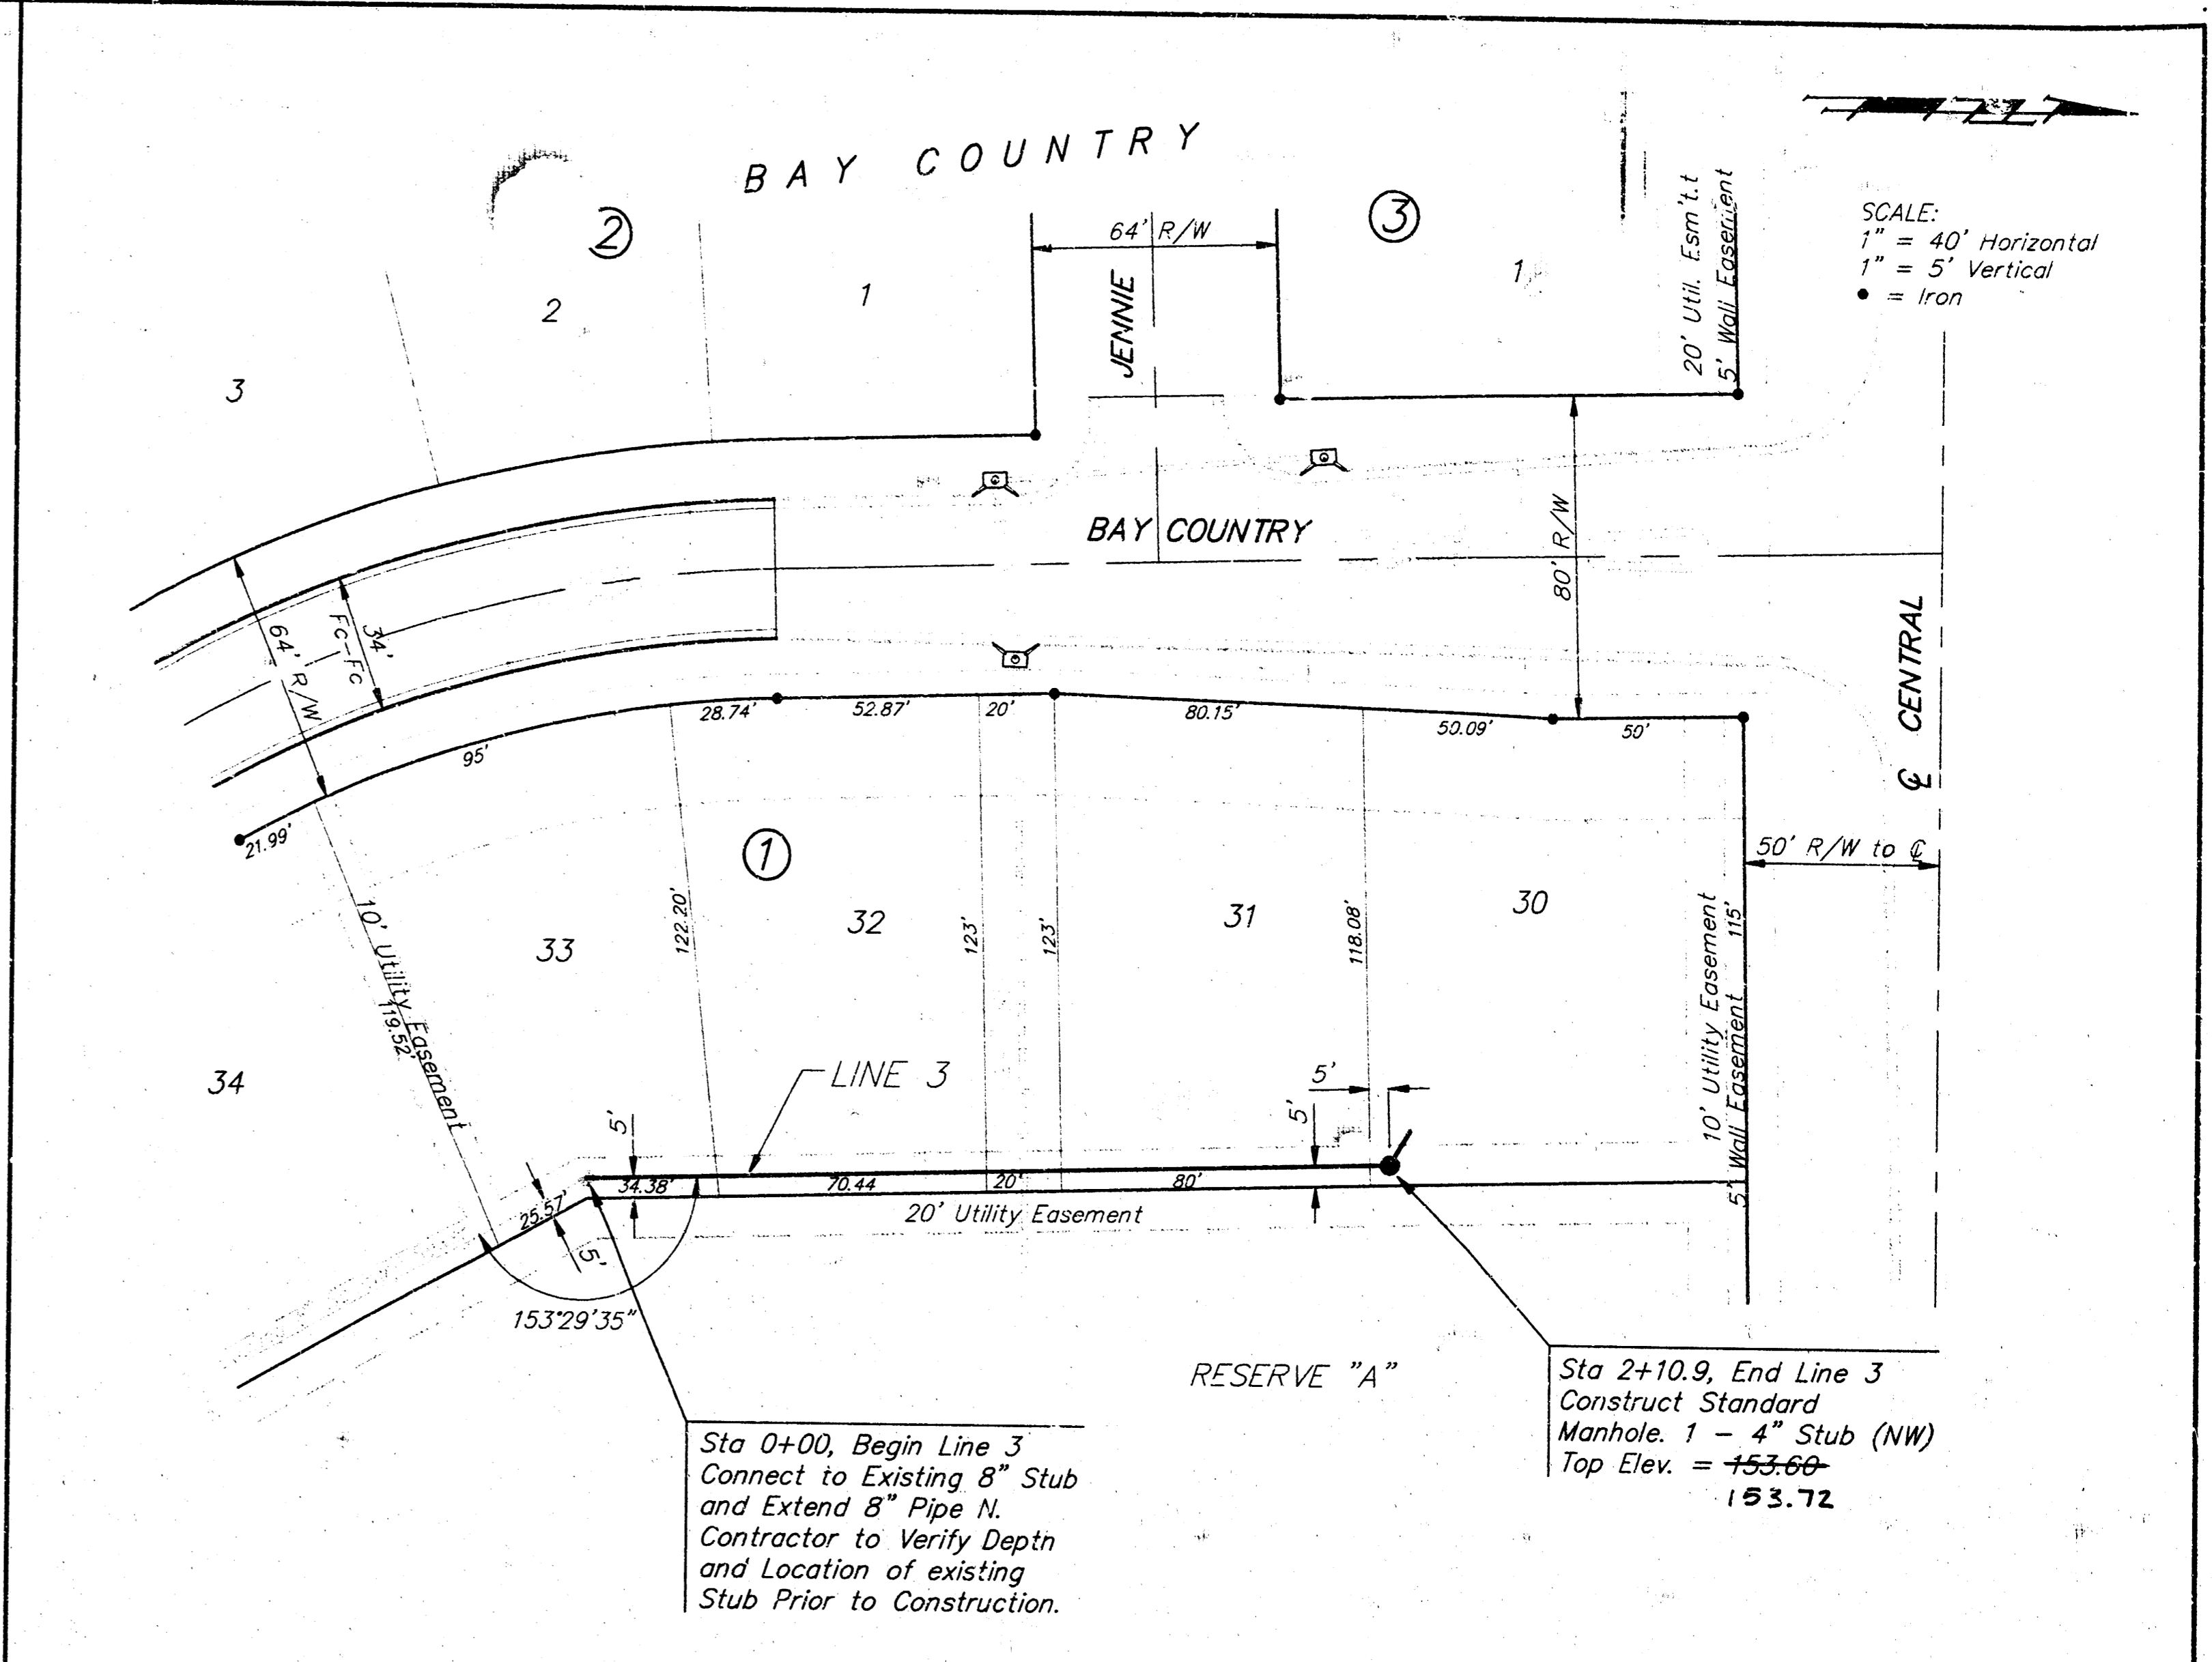 BAY COUNTRY
2
3
64' R/W
JENNIE
20' Util. Esm't.t
5' Wall Easement
SCALE:
1" = 40' Horizontal
1" = 5' Vertical
● = Iron
3
2
1
1
BAY COUNTRY
80' R/W
64' R/W
34'
Fc-Fc
℄ CENTRAL
21.99'
95'
28.74'
52.87'
20'
80.15'
50.09'
50'
50' R/W to ℄
1
10' Utility Easement
119.52'
33
122.20'
32
123'
123'
31
118.08'
30
10' Utility Easement
5' Wall Easement
115'
34
LINE 3
5'
5'
5'
25.57'
5'
34.38'
70.44
20'
80'
20' Utility Easement
153°29'35"
RESERVE "A"
Sta 0+00, Begin Line 3
Connect to Existing 8" Stub
and Extend 8" Pipe N.
Contractor to Verify Depth
and Location of existing
Stub Prior to Construction.
Sta 2+10.9, End Line 3
Construct Standard
Manhole. 1 - 4" Stub (NW)
Top Elev. = 153.60
153.72